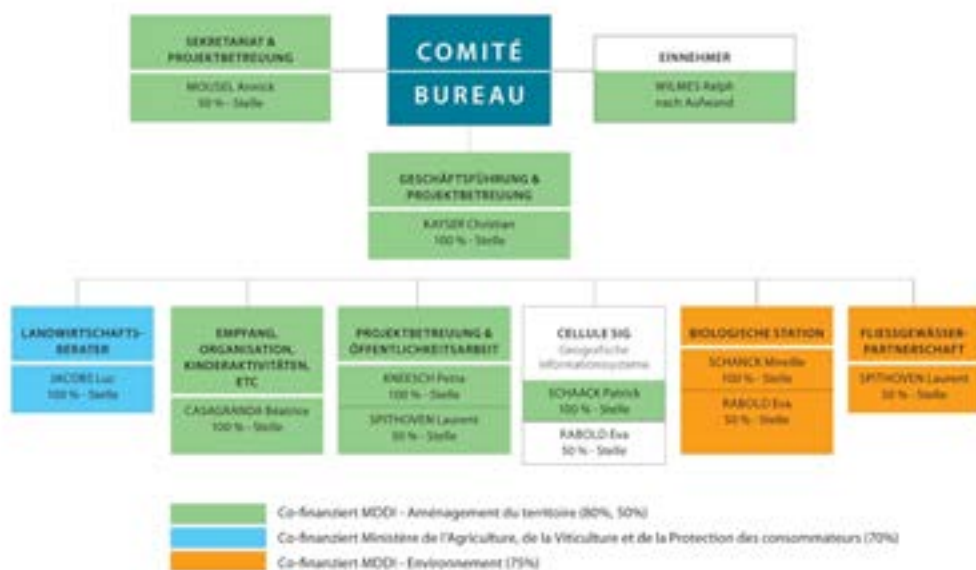 SEKRETARIAT &
PROJEKTBETREUUNG
MOUSEL Annick
50 % - Stelle
COMITÉ
BUREAU
EINNEHMER
WILMES Ralph
nach Aufwand
GESCHÄFTSFÜHRUNG &
PROJEKTBETREUUNG
KAYSER Christian
100 % - Stelle
LANDWIRTSCHAFTS-
BERATER
JACOBS Luc
100 % - Stelle
EMPFANG,
ORGANISATION,
KINDERAKTIVITÄTEN,
ETC
CASAGRANDA Béatrice
100 % - Stelle
PROJEKTBETREUUNG &
ÖFFENTLICHKEITSARBEIT
KNEESCH Petra
100 % - Stelle
SPITHOVEN Laurent
50 % - Stelle
CELLULE SIG
Geografische
Informationssysteme
SCHAACK Patrick
100 % - Stelle
RABOLD Eva
50 % - Stelle
BIOLOGISCHE STATION
SCHANCK Mireille
100 % - Stelle
RABOLD Eva
50 % - Stelle
FLIESSGEWÄSSER-
PARTNERSCHAFT
SPITHOVEN Laurent
50 % - Stelle
Co-finanziert MDDI - Aménagement du territoire (80%, 50%)
Co-finanziert Ministère de l'Agriculture, de la Viticulture et de la Protection des consommateurs (70%)
Co-finanziert MDDI - Environnement (75%)